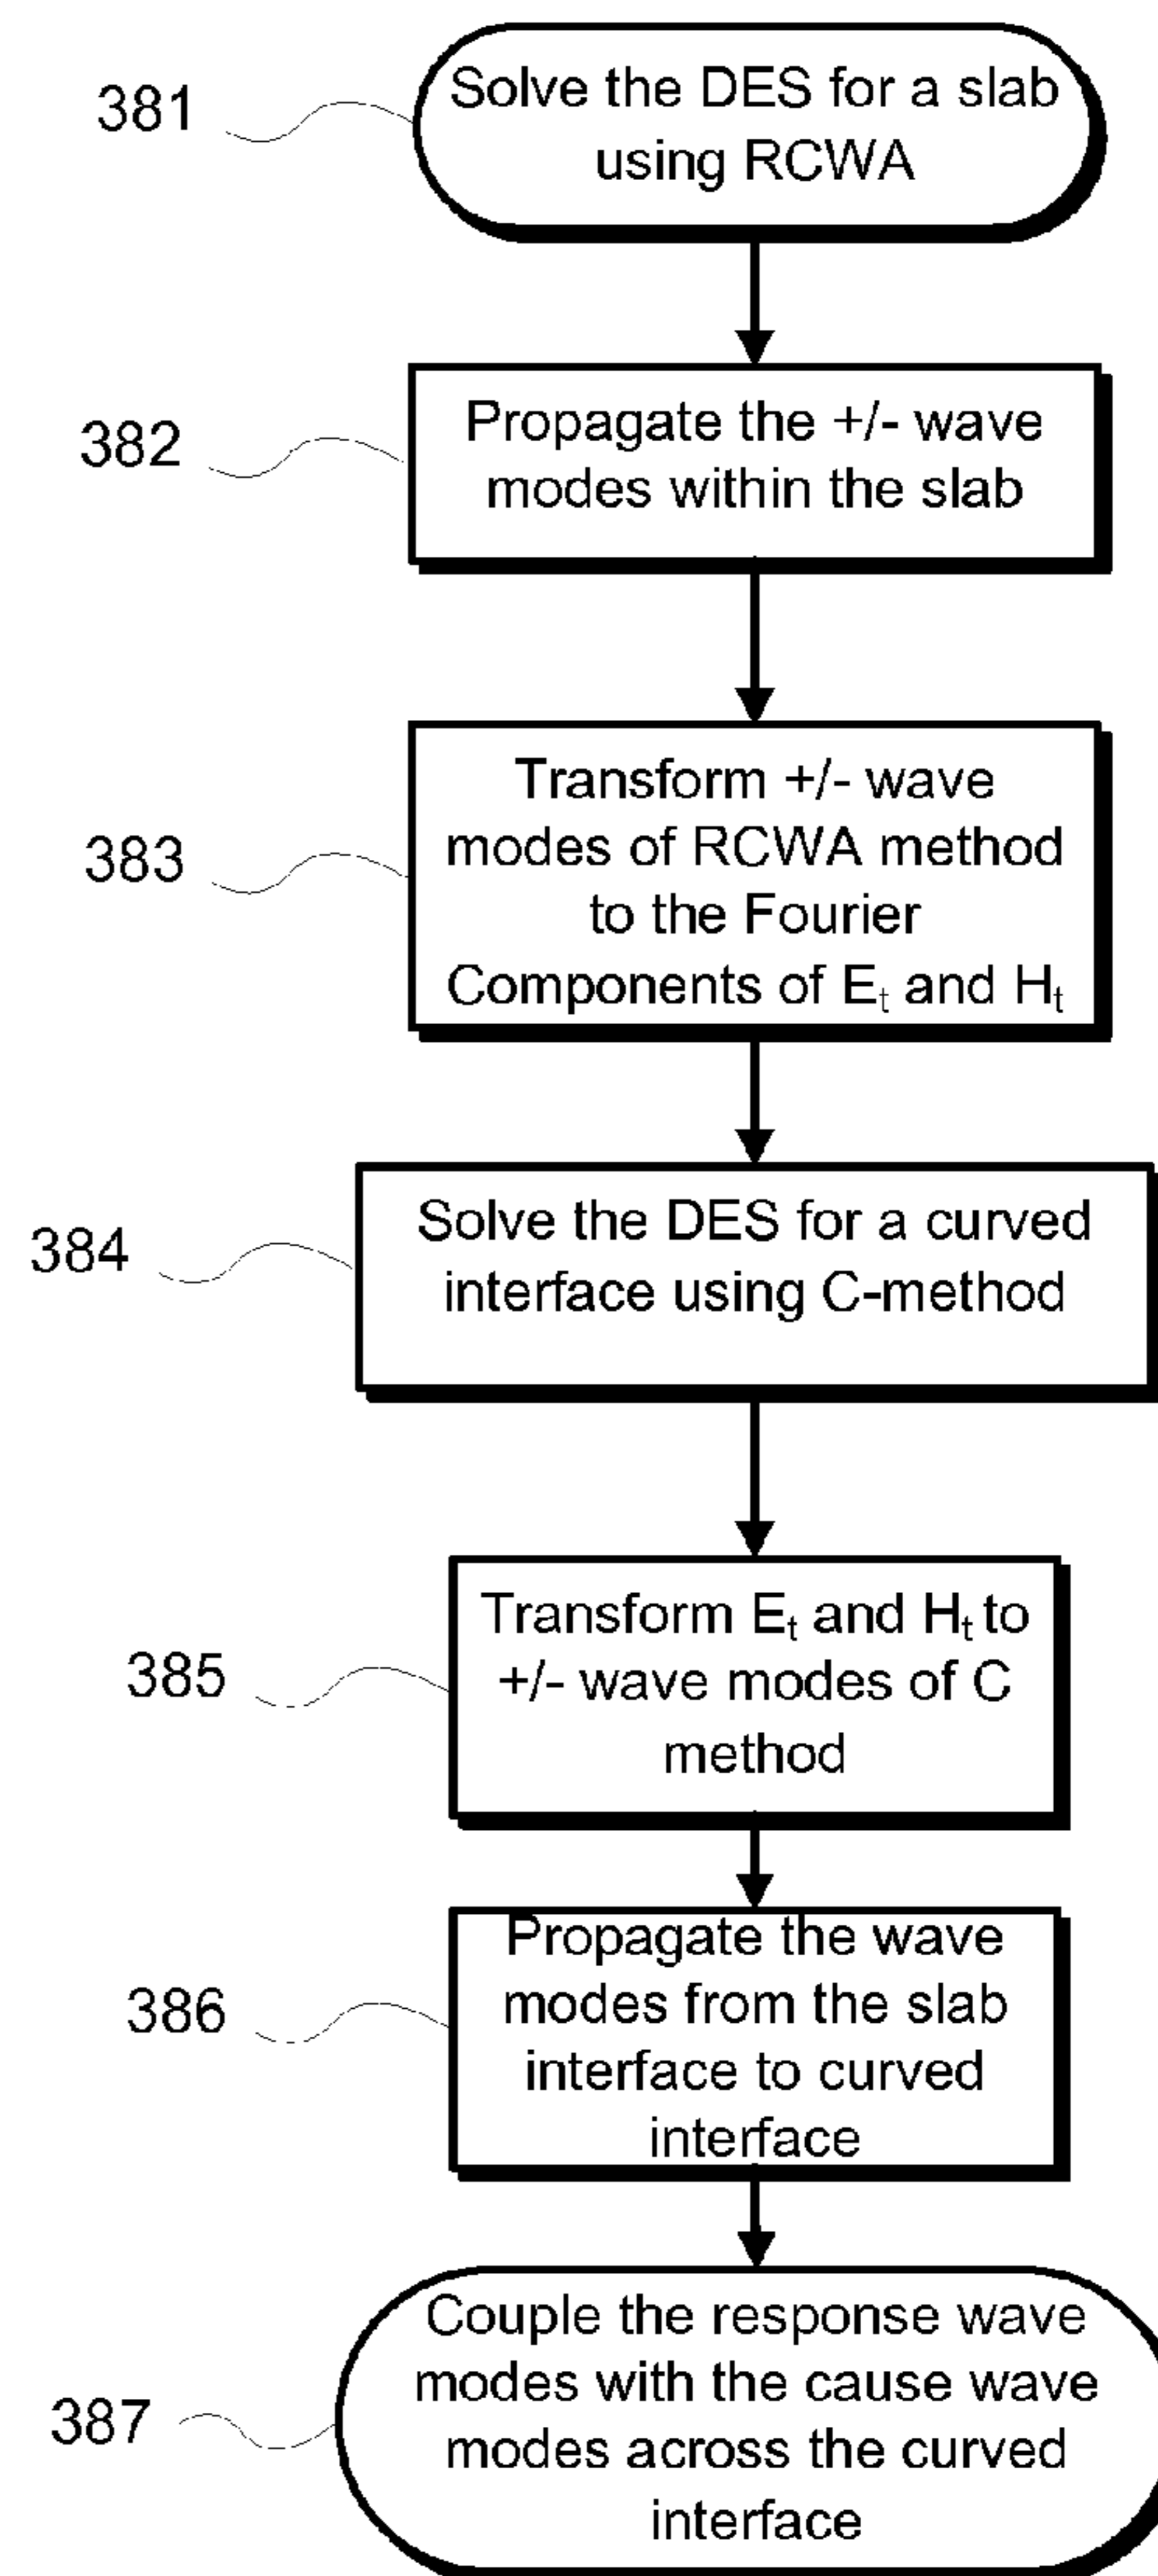 381
Solve the DES for a slab
using RCWA
382
Propagate the +/- wave
modes within the slab
383
Transform +/- wave
modes of RCWA method
to the Fourier
Components of Et and Ht
384
Solve the DES for a curved
interface using C-method
385
Transform Et and Ht to
+/- wave modes of C
method
386
Propagate the wave
modes from the slab
interface to curved
interface
387
Couple the response wave
modes with the cause wave
modes across the curved
interface